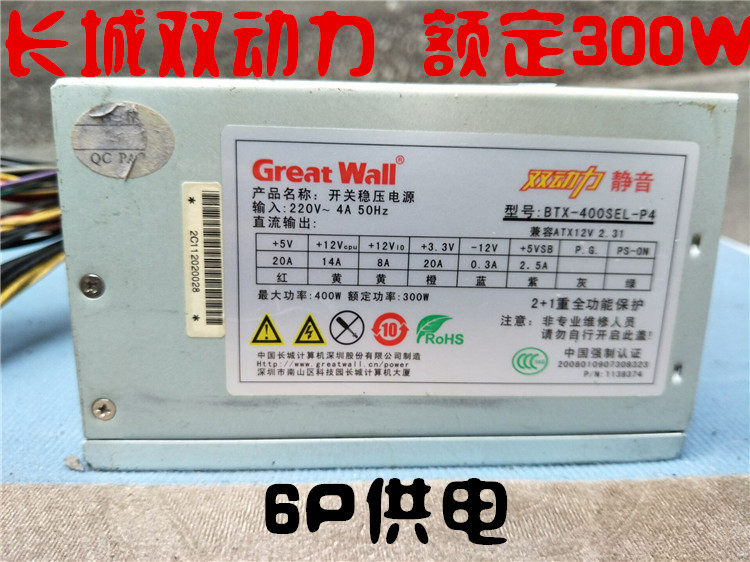 长城双动力 额定300W
QC PA
Great Wall®
双动力 静音
产品名称：开关稳压电源
型号：BTX-400SEL-P4
输入：220V~ 4A 50Hz
兼容ATX12V 2.31
直流输出：
+5V +12Vcpu +12Vio +3.3V -12V +5VSB P.G. PS-ON
20A 14A 8A 20A 0.3A 2.5A
红 黄 黄 橙 蓝 紫 灰 绿
最大功率：400W 额定功率：300W
2+1重全功能保护
注意：非专业维修人员
请勿自行开启此盖！
10
RoHS
中国长城计算机深圳股份有限公司制造
Http://www.greatwall.cn/power
深圳市南山区科技园长城计算机大厦
中国强制认证
2008010907308323
P/N：1138074
* 2C112020028 *
6P供电